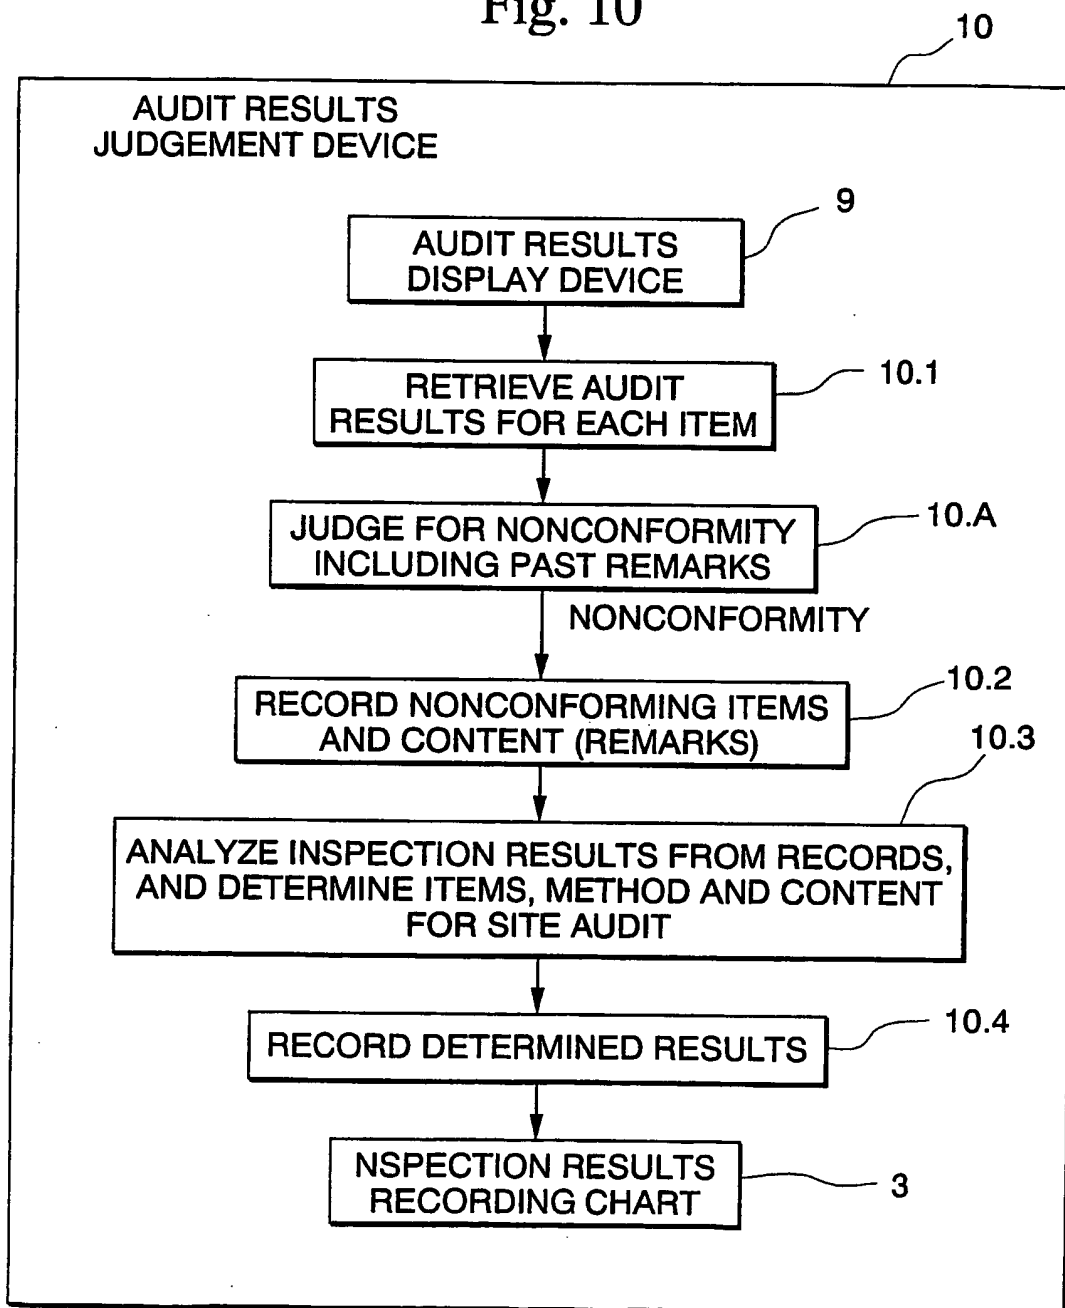 Fig. 10
10
AUDIT RESULTS
JUDGEMENT DEVICE
9
AUDIT RESULTS
DISPLAY DEVICE
10.1
RETRIEVE AUDIT
RESULTS FOR EACH ITEM
10.A
JUDGE FOR NONCONFORMITY
INCLUDING PAST REMARKS
NONCONFORMITY
10.2
RECORD NONCONFORMING ITEMS
AND CONTENT (REMARKS)
10.3
ANALYZE INSPECTION RESULTS FROM RECORDS,
AND DETERMINE ITEMS, METHOD AND CONTENT
FOR SITE AUDIT
10.4
RECORD DETERMINED RESULTS
NSPECTION RESULTS
RECORDING CHART
3